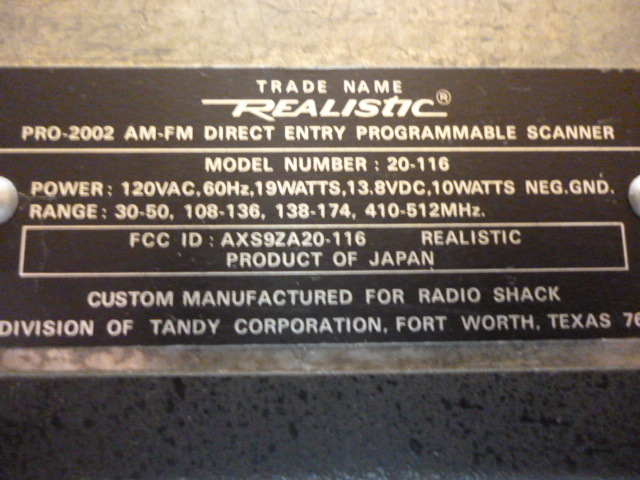 TRADE NAME
REALISTIC®
PRO-2002 AM-FM DIRECT ENTRY PROGRAMMABLE SCANNER
MODEL NUMBER : 20-116
POWER : 120VAC,60Hz,19WATTS,13.8VDC,10WATTS NEG.GND.
RANGE : 30-50, 108-136, 138-174, 410-512MHz.
FCC ID : AXS9ZA20-116 REALISTIC
PRODUCT OF JAPAN
CUSTOM MANUFACTURED FOR RADIO SHACK
DIVISION OF TANDY CORPORATION, FORT WORTH, TEXAS 76